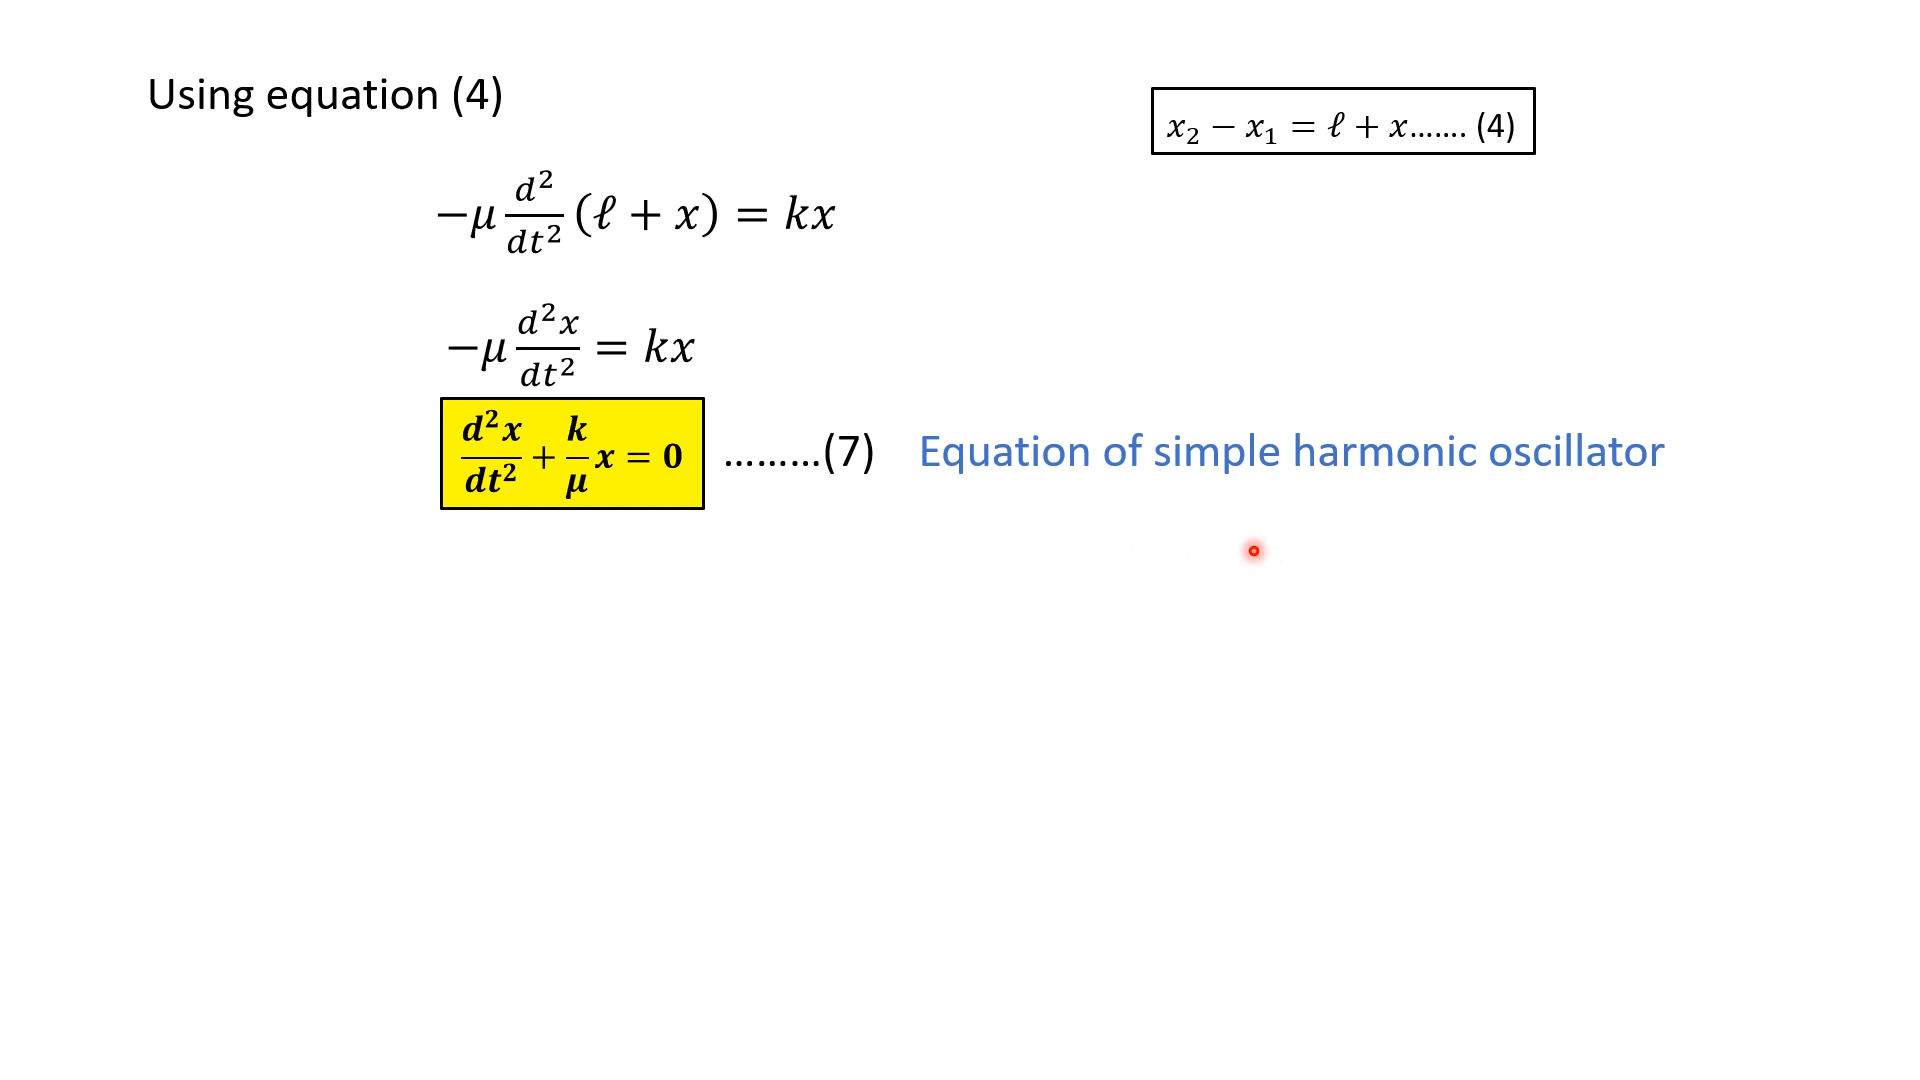 Using equation (4)
x₂ − x₁ = ℓ + x……. (4)
−μ d²/dt² (ℓ + x) = kx
−μ d²x/dt² = kx
d²x/dt² + k/μ x = 0 ………(7) Equation of simple harmonic oscillator